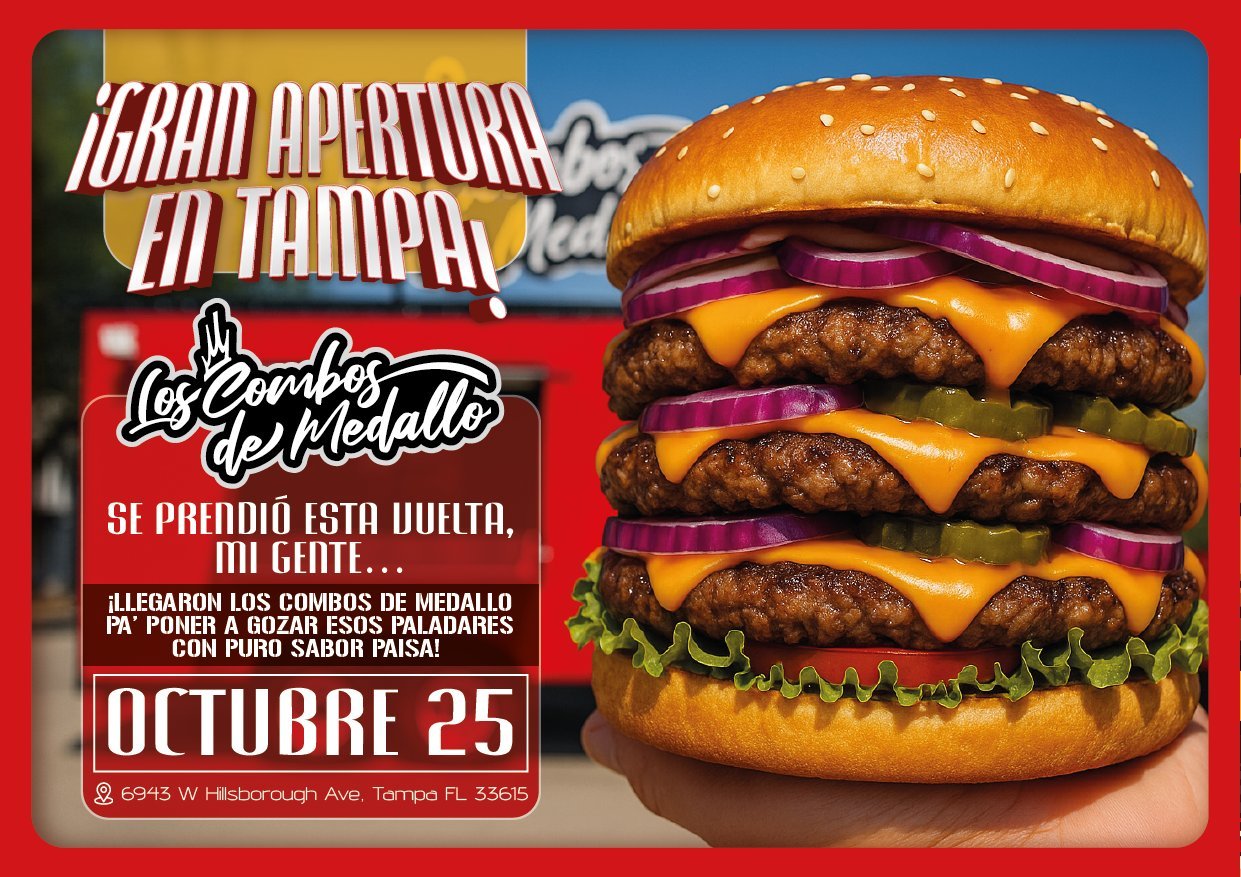 ¡GRAN APERTURA
EN TAMPA!
Los Combos
de Medallo
SE PRENDIÓ ESTA VUELTA,
MI GENTE...
¡LLEGARON LOS COMBOS DE MEDALLO
PA' PONER A GOZAR ESOS PALADARES
CON PURO SABOR PAISA!
OCTUBRE 25
6943 W Hillsborough Ave, Tampa FL 33615